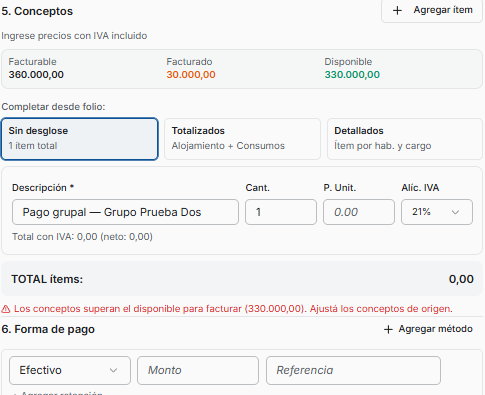 5. Conceptos
+ Agregar ítem
Ingrese precios con IVA incluido
Facturable Facturado Disponible
360.000,00 30.000,00 330.000,00
Completar desde folio:
Sin desglose Totalizados Detallados
1 ítem total Alojamiento + Consumos Ítem por hab. y cargo
Descripción * Cant. P. Unit. Alíc. IVA
Pago grupal — Grupo Prueba Dos 1 0.00 21%
Total con IVA: 0,00 (neto: 0,00)
TOTAL ítems: 0,00
Los conceptos superan el disponible para facturar (330.000,00). Ajustá los conceptos de origen.
6. Forma de pago + Agregar método
Efectivo Monto Referencia
+ Agregar retención